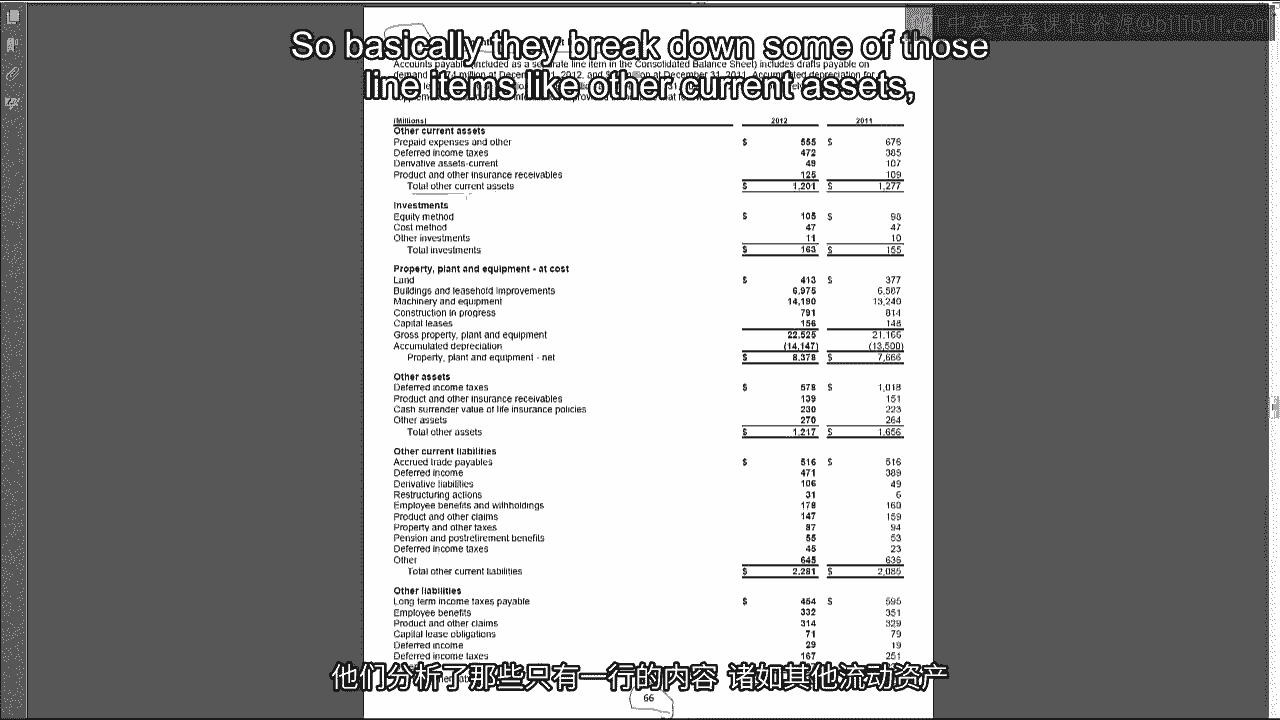 So basically they break down some of those
line items like other current assets,
Accounts payable (included as a separate line item in the Consolidated Balance Sheet) includes drafts payable on
demand million at December 2012, and million at December 31, 2011. Accumulated depreciation for
(Millions) 2012 2011
Other current assets
Prepaid expenses and other $ 555 $ 676
Deferred income taxes 472 385
Derivative assets-current 49 107
Product and other insurance receivables 125 109
Total other current assets $ 1,201 $ 1,277
Investments
Equity method $ 105 $ 98
Cost method 47 47
Other investments 11 10
Total investments $ 163 $ 155
Property, plant and equipment - at cost
Land $ 413 $ 377
Buildings and leasehold improvements 6,975 6,587
Machinery and equipment 14,190 13,240
Construction in progress 791 814
Capital leases 156 148
Gross property, plant and equipment 22,525 21,166
Accumulated depreciation (14,147) (13,500)
Property, plant and equipment - net $ 8,378 $ 7,666
Other assets
Deferred income taxes $ 578 $ 1,018
Product and other insurance receivables 139 151
Cash surrender value of life insurance policies 230 223
Other assets 270 264
Total other assets $ 1,217 $ 1,656
Other current liabilities
Accrued trade payables $ 516 $ 516
Deferred income 471 389
Derivative liabilities 106 49
Restructuring actions 31 6
Employee benefits and withholdings 178 160
Product and other claims 147 159
Property and other taxes 87 94
Pension and postretirement benefits 55 53
Deferred income taxes 45 23
Other 645 636
Total other current liabilities $ 2,281 $ 2,085
Other liabilities
Long term income taxes payable $ 454 $ 595
Employee benefits 332 351
Product and other claims 314 329
Capital lease obligations 71 79
Deferred income 29 19
Deferred income taxes 167 251
他们分析了那些只有一行的内容 诸如其他流动资产
66